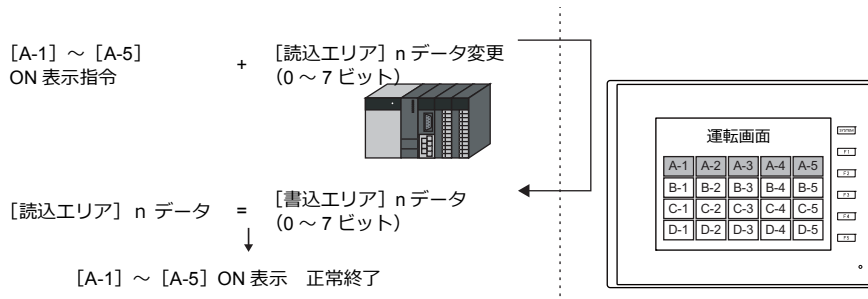 ［A-1］～［A-5］
ON 表示指令
+
［読込エリア］n データ変更
（0 ～ 7 ビット）
［読込エリア］n データ
=
［書込エリア］n データ
（0 ～ 7 ビット）
［A-1］～［A-5］ON 表示　正常終了
運転画面
A-1 A-2 A-3 A-4 A-5
B-1 B-2 B-3 B-4 B-5
C-1 C-2 C-3 C-4 C-5
D-1 D-2 D-3 D-4 D-5
SYSTEM
F1
F2
F3
F4
F5